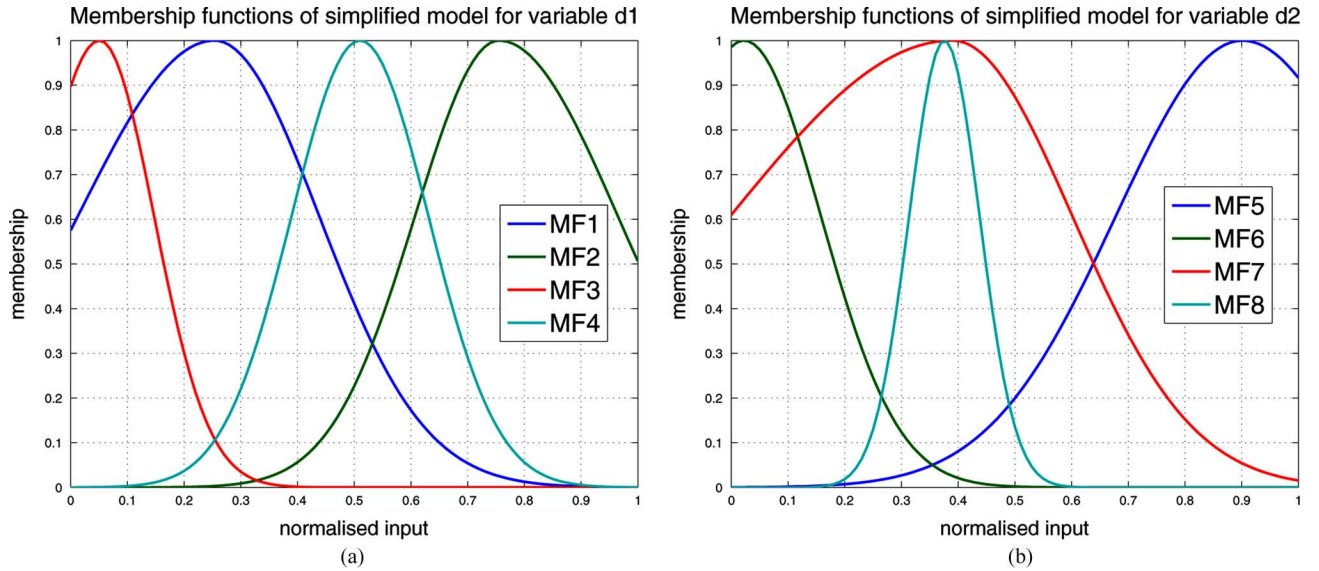 Membership functions of simplified model for variable d1
1
0.9
0.8
0.7
0.6
0.5
0.4
0.3
0.2
0.1
0
membership
MF1
MF2
MF3
MF4
0 0.1 0.2 0.3 0.4 0.5 0.6 0.7 0.8 0.9 1
normalised input
(a)
Membership functions of simplified model for variable d2
1
0.9
0.8
0.7
0.6
0.5
0.4
0.3
0.2
0.1
0
membership
MF5
MF6
MF7
MF8
0 0.1 0.2 0.3 0.4 0.5 0.6 0.7 0.8 0.9 1
normalised input
(b)